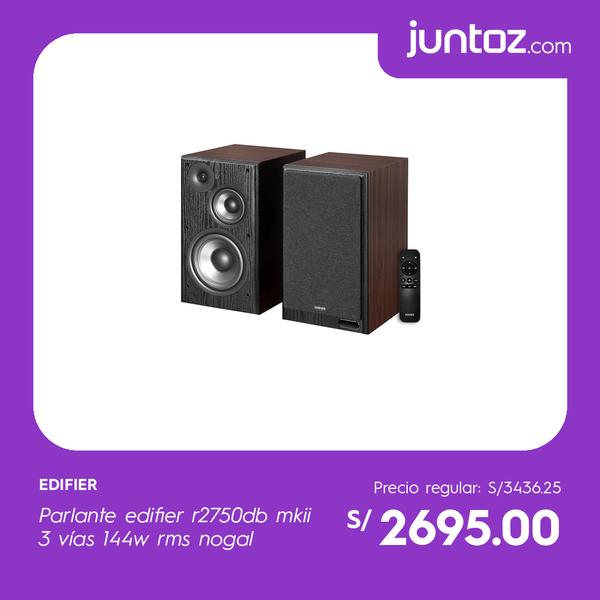 juntoz.com
EDIFIER
Parlante edifier r2750db mkii
3 vías 144w rms nogal
Precio regular: S/3436.25
S/ 2695.00